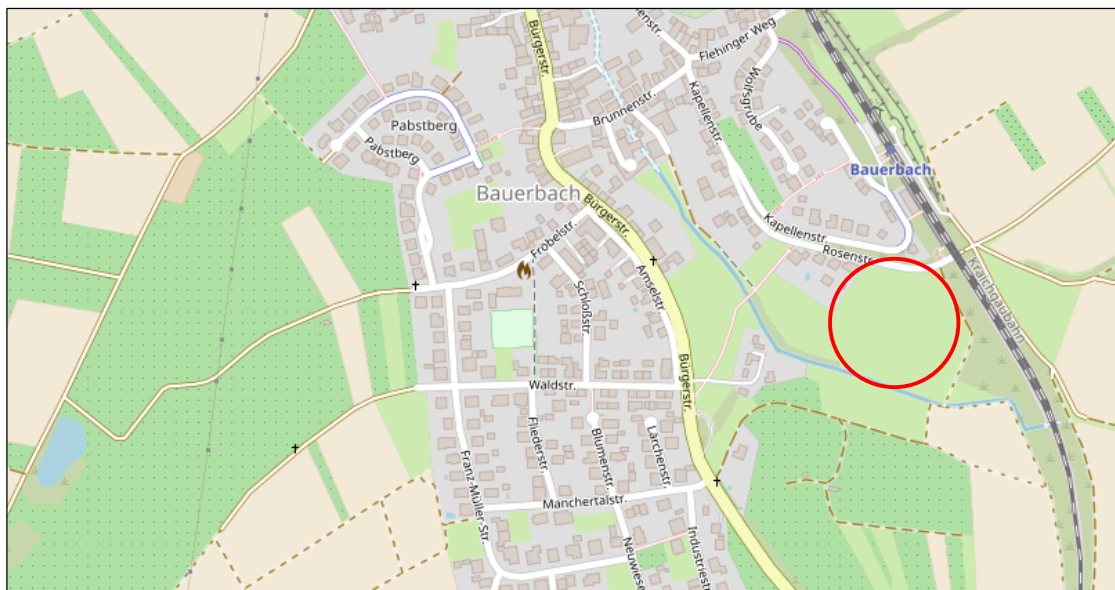 Bürgerstr.
Flehinger Weg
Wolfsgrube
Kapellenstr.
Brunnenstr.
Pabstberg
Pabstberg
Bauerbach
Bauerbach
Bürgerstr.
Kapellenstr.
Rosenstr.
Fröbelstr.
Amselstr.
Schloßstr.
Kraichgaubahn
Waldstr.
Bürgerstr.
Fliederstr.
Blumenstr.
Lärchenstr.
Franz-Müller Str.
Manchertalstr.
Neuwiese
Industriestr